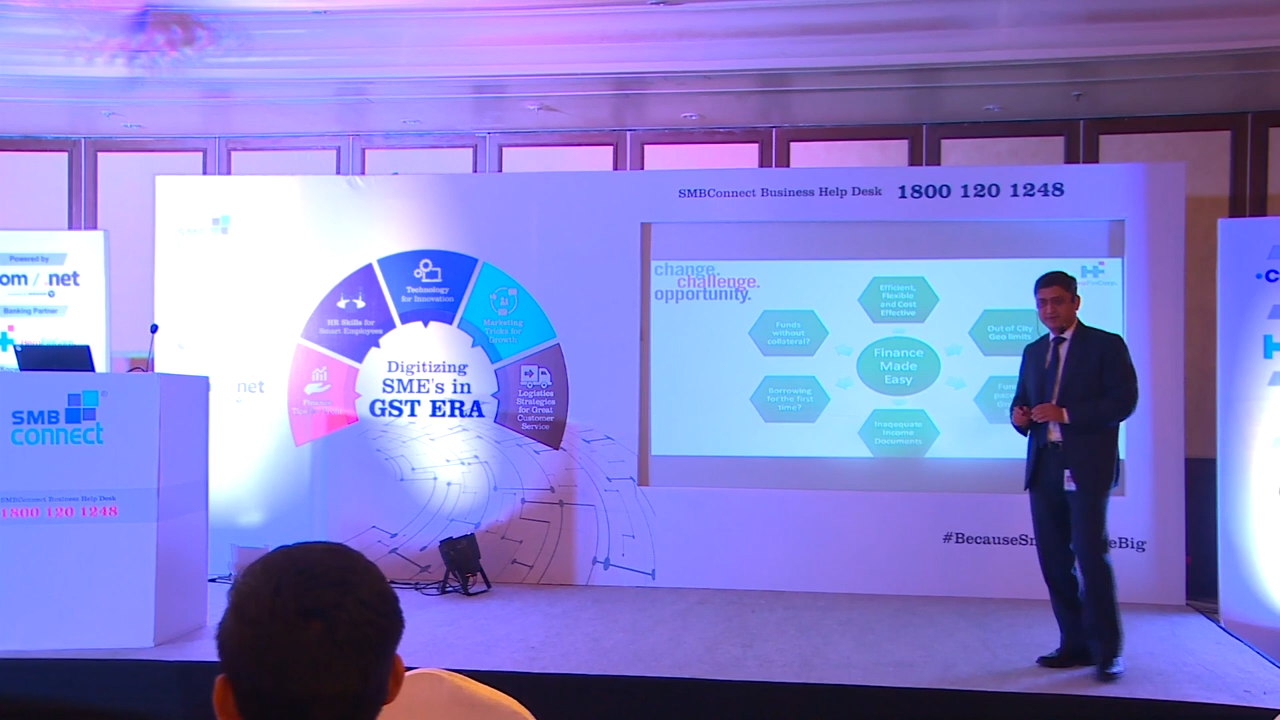 SMBConnect Business Help Desk 1800 120 1248
Powered by
om / .net
Banking Partner
SMB
connect
SMBConnect Business Help Desk
1800 120 1248
net
Technology
for Innovation
HR Skills for
Smart Employees
Marketing
Tricks for
Growth
Logistics
Strategies
for Great
Customer
Service
Digitizing
SME's in
GST ERA
change.
challenge.
opportunity.
Efficient,
Flexible
and Cost
Effective
Funds
without
collateral?
Out of City
Geo limits
Finance
Made
Easy
Borrowing
for the first
time?
Inadequate
Income
Documents